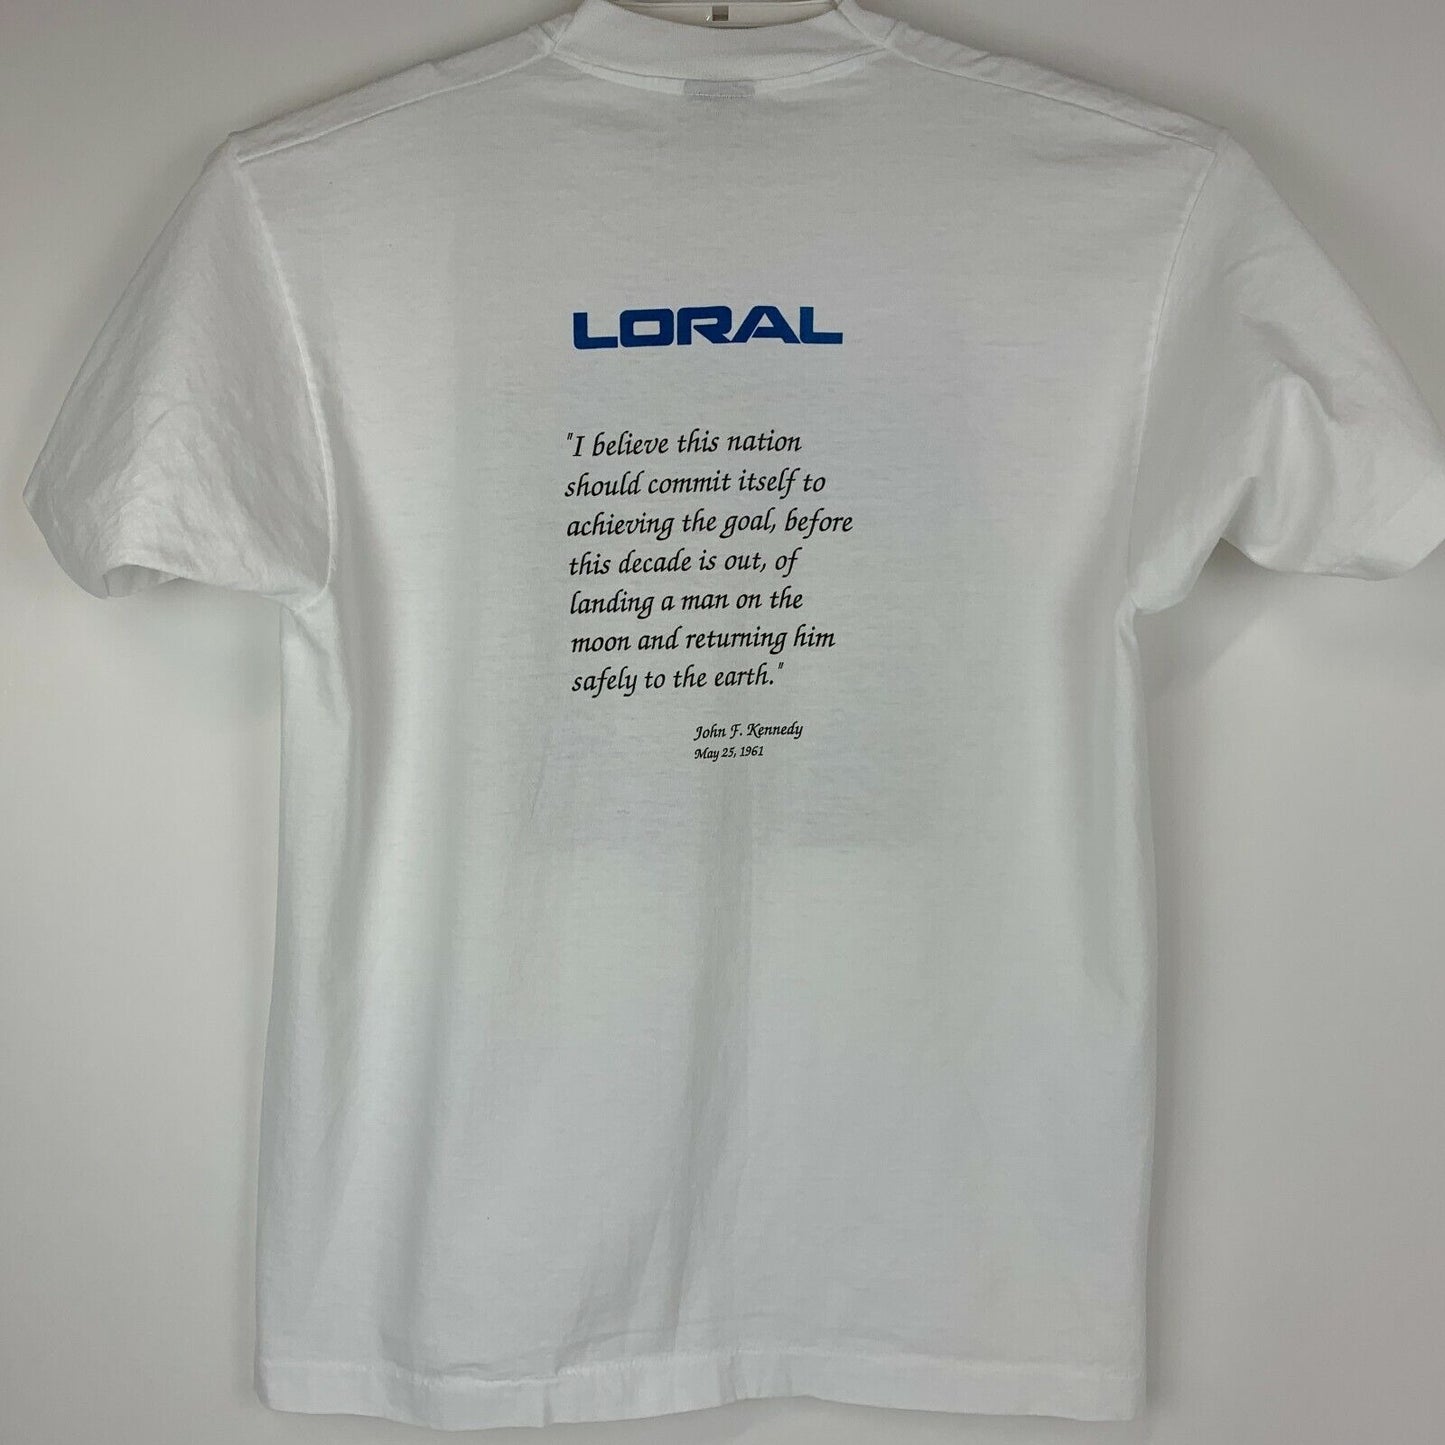 LORAL
"I believe this nation
should commit itself to
achieving the goal, before
this decade is out, of
landing a man on the
moon and returning him
safely to the earth."
John F. Kennedy
May 25, 1961